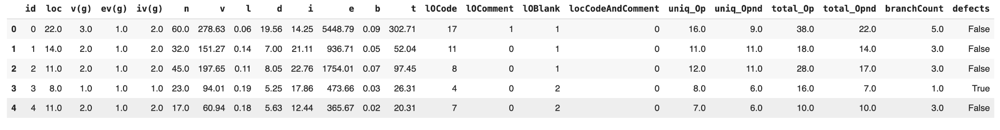 id loc v(g) ev(g) iv(g) n v l d i e b t lOCode lOComment lOBlank locCodeAndComment uniq_Op uniq_Opnd total_Op total_Opnd branchCount defects
0 0 22.0 3.0 1.0 2.0 60.0 278.63 0.06 19.56 14.25 5448.79 0.09 302.71 17 1 1 0 16.0 9.0 38.0 22.0 5.0 False
1 1 14.0 2.0 1.0 2.0 32.0 151.27 0.14 7.00 21.11 936.71 0.05 52.04 11 0 1 0 11.0 11.0 18.0 14.0 3.0 False
2 2 11.0 2.0 1.0 2.0 45.0 197.65 0.11 8.05 22.76 1754.01 0.07 97.45 8 0 1 0 12.0 11.0 28.0 17.0 3.0 False
3 3 8.0 1.0 1.0 1.0 23.0 94.01 0.19 5.25 17.86 473.66 0.03 26.31 4 0 2 0 8.0 6.0 16.0 7.0 1.0 True
4 4 11.0 2.0 1.0 2.0 17.0 60.94 0.18 5.63 12.44 365.67 0.02 20.31 7 0 2 0 7.0 6.0 10.0 10.0 3.0 False